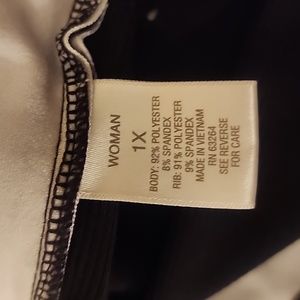 WOMAN
1X
BODY: 92% POLYESTER
8% SPANDEX
RIB: 91% POLYESTER
9% SPANDEX
MADE IN VIETNAM
RN 63264
SEE REVERSE
FOR CARE